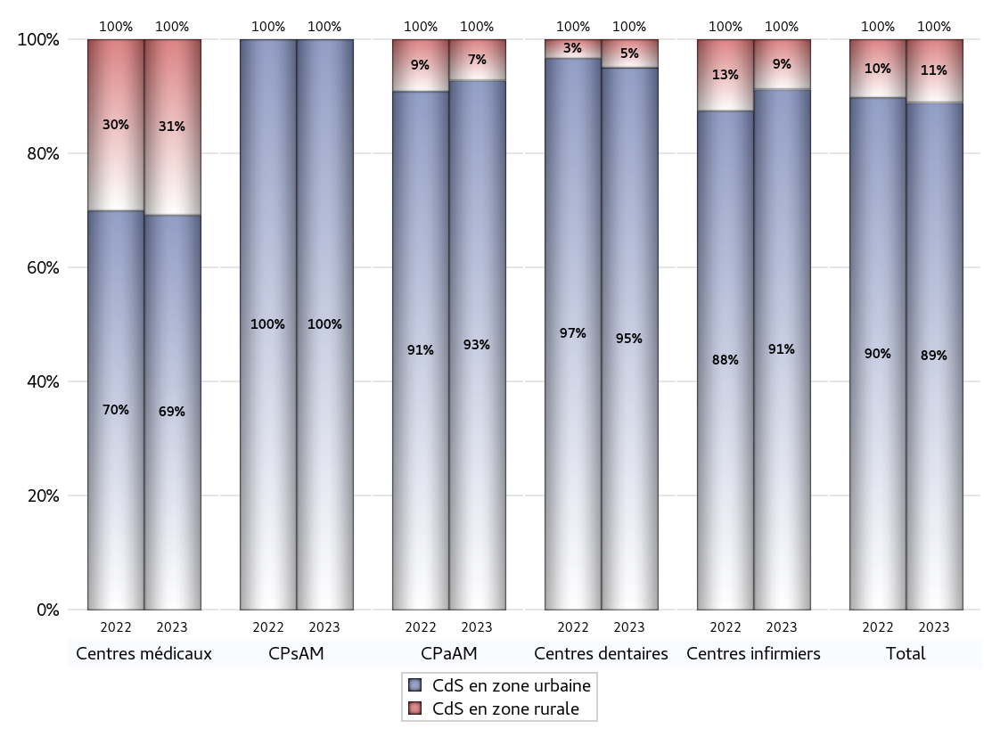 100% 100% 100% 100% 100% 100% 100% 100% 100% 100% 100% 100%
100%
3% 5%
9% 7% 13% 9% 10% 11%
30% 31%
80%
60%
100% 100% 97% 95%
91% 93% 88% 91% 90% 89%
40%
70% 69%
20%
0%
2022 2023 2022 2023 2022 2023 2022 2023 2022 2023 2022 2023
Centres médicaux CPsAM CPaAM Centres dentaires Centres infirmiers Total
CdS en zone urbaine
CdS en zone rurale